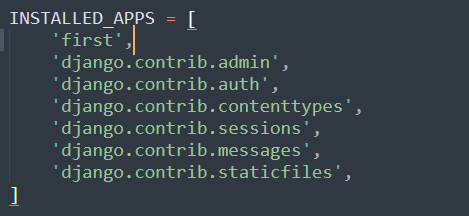 INSTALLED_APPS = [
    'first',
    'django.contrib.admin',
    'django.contrib.auth',
    'django.contrib.contenttypes',
    'django.contrib.sessions',
    'django.contrib.messages',
    'django.contrib.staticfiles',
]